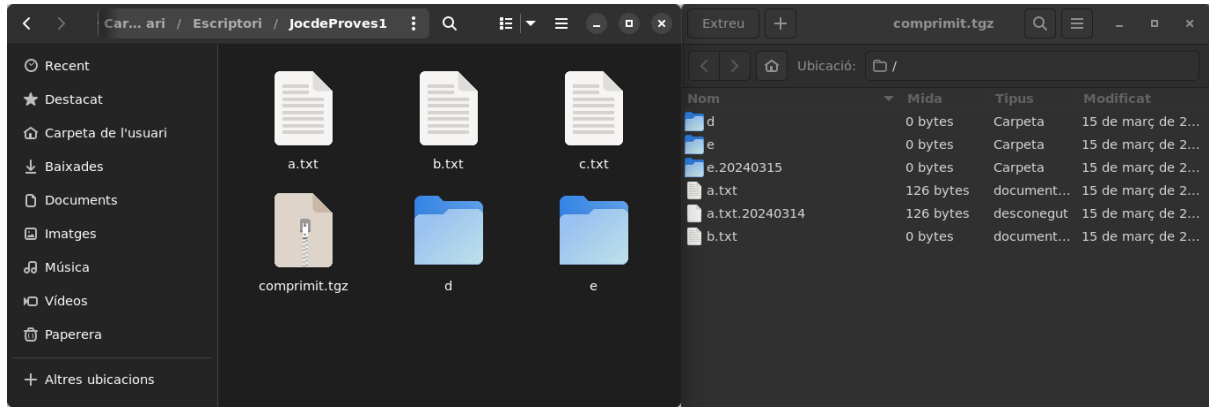 Car... ari / Escriptori / JocdeProves1
Recent
Destacat
Carpeta de l'usuari
Baixades
Documents
Imatges
Música
Vídeos
Paperera
Altres ubicacions
a.txt b.txt c.txt
comprimit.tgz d e
Extreu comprimit.tgz
Ubicació: /
Nom Mida Tipus Modificat
d 0 bytes Carpeta 15 de març de 2...
e 0 bytes Carpeta 15 de març de 2...
e.20240315 0 bytes Carpeta 15 de març de 2...
a.txt 126 bytes document... 15 de març de 2...
a.txt.20240314 126 bytes desconegut 15 de març de 2...
b.txt 0 bytes document... 15 de març de 2...